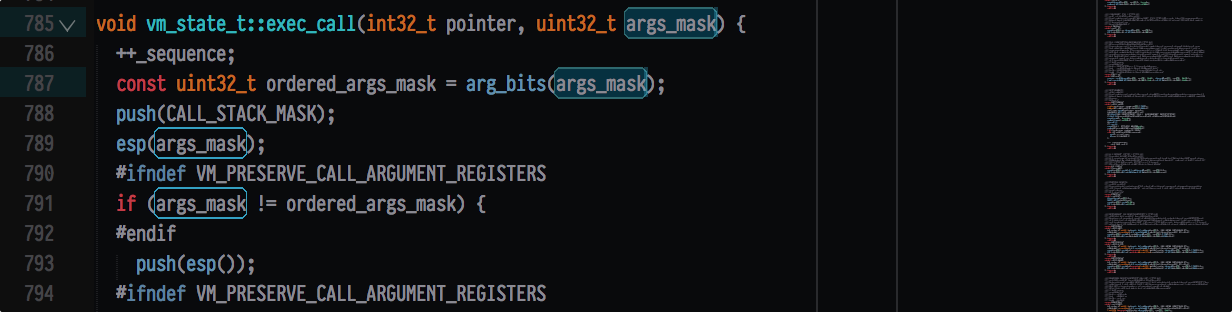 785 void vm_state_t::exec_call(int32_t pointer, uint32_t args_mask) {
786 ++_sequence;
787 const uint32_t ordered_args_mask = arg_bits(args_mask);
788 push(CALL_STACK_MASK);
789 esp(args_mask);
790 #ifndef VM_PRESERVE_CALL_ARGUMENT_REGISTERS
791 if (args_mask != ordered_args_mask) {
792 #endif
793 push(esp());
794 #ifndef VM_PRESERVE_CALL_ARGUMENT_REGISTERS